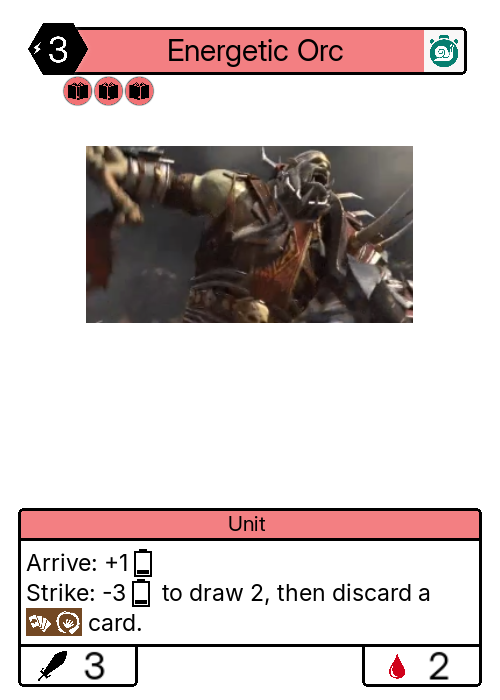 3
Energetic Orc
Unit
Arrive: +1
Strike: -3 to draw 2, then discard a
card.
3
2